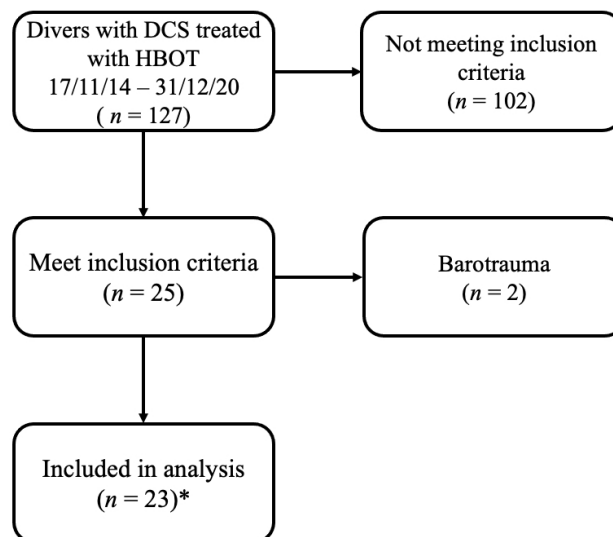 Divers with DCS treated
with HBOT
17/11/14 – 31/12/20
( n = 127)
Not meeting inclusion
criteria
(n = 102)
Meet inclusion criteria
(n = 25)
Barotrauma
(n = 2)
Included in analysis
(n = 23)*